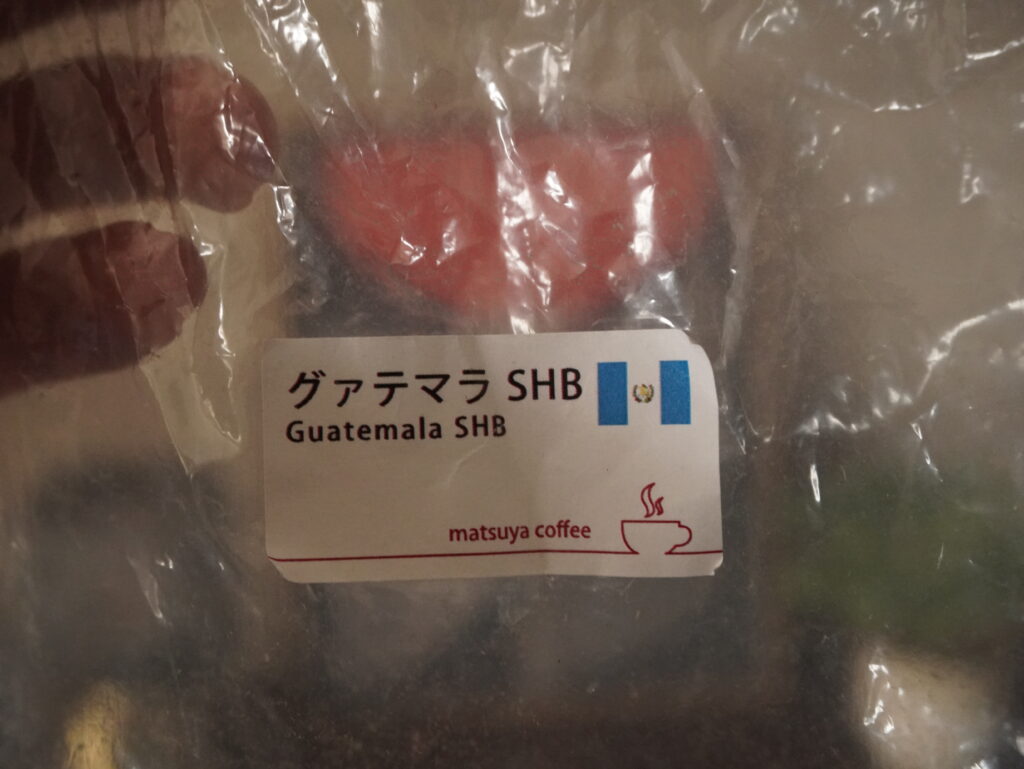 グァテマラ SHB
Guatemala SHB
matsuya coffee